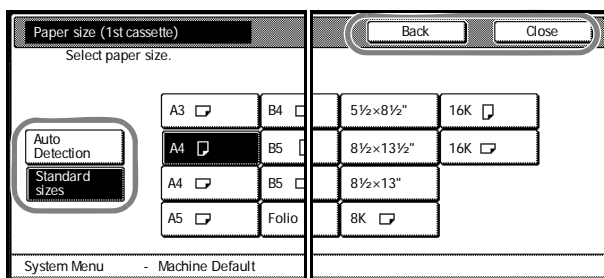 Paper size (1st cassette)
Back
Close
Select paper size.
A3
B4
5½×8½"
16K
Auto
Detection
A4
B5
8½×13½"
16K
Standard
sizes
A4
B5
8½×13"
A5
Folio
8K
System Menu - Machine Default